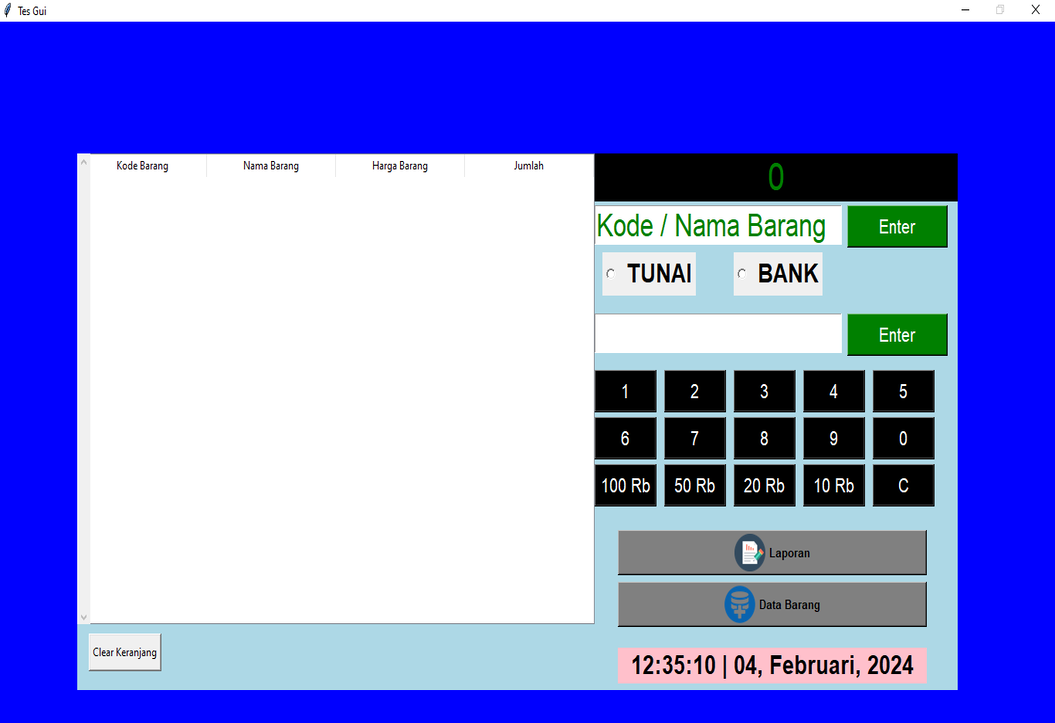 Tes Gui
Kode Barang Nama Barang Harga Barang Jumlah
0
Kode / Nama Barang Enter
TUNAI BANK
Enter
1 2 3 4 5
6 7 8 9 0
100 Rb 50 Rb 20 Rb 10 Rb C
Laporan
Data Barang
Clear Keranjang
12:35:10 | 04, Februari, 2024